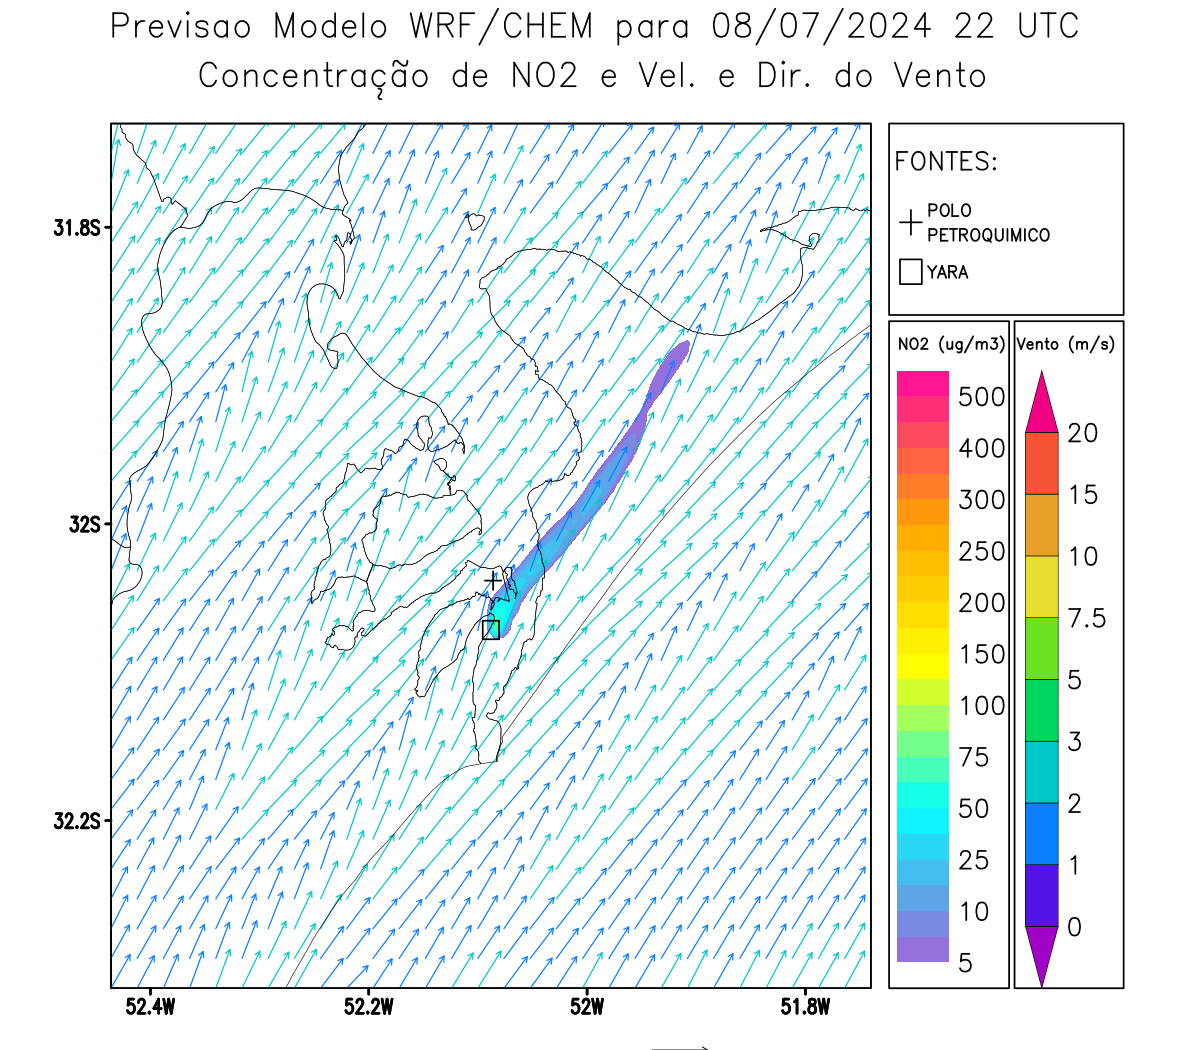 Previsao Modelo WRF/CHEM para 08/07/2024 22 UTC
Concentração de NO2 e Vel. e Dir. do Vento
FONTES:
POLO
PETROQUIMICO
YARA
31.8S
32S
32.2S
52.4W
52.2W
52W
51.8W
NO2 (ug/m3)
500
400
300
250
200
150
100
75
50
25
10
5
Vento (m/s)
20
15
10
7.5
5
3
2
1
0